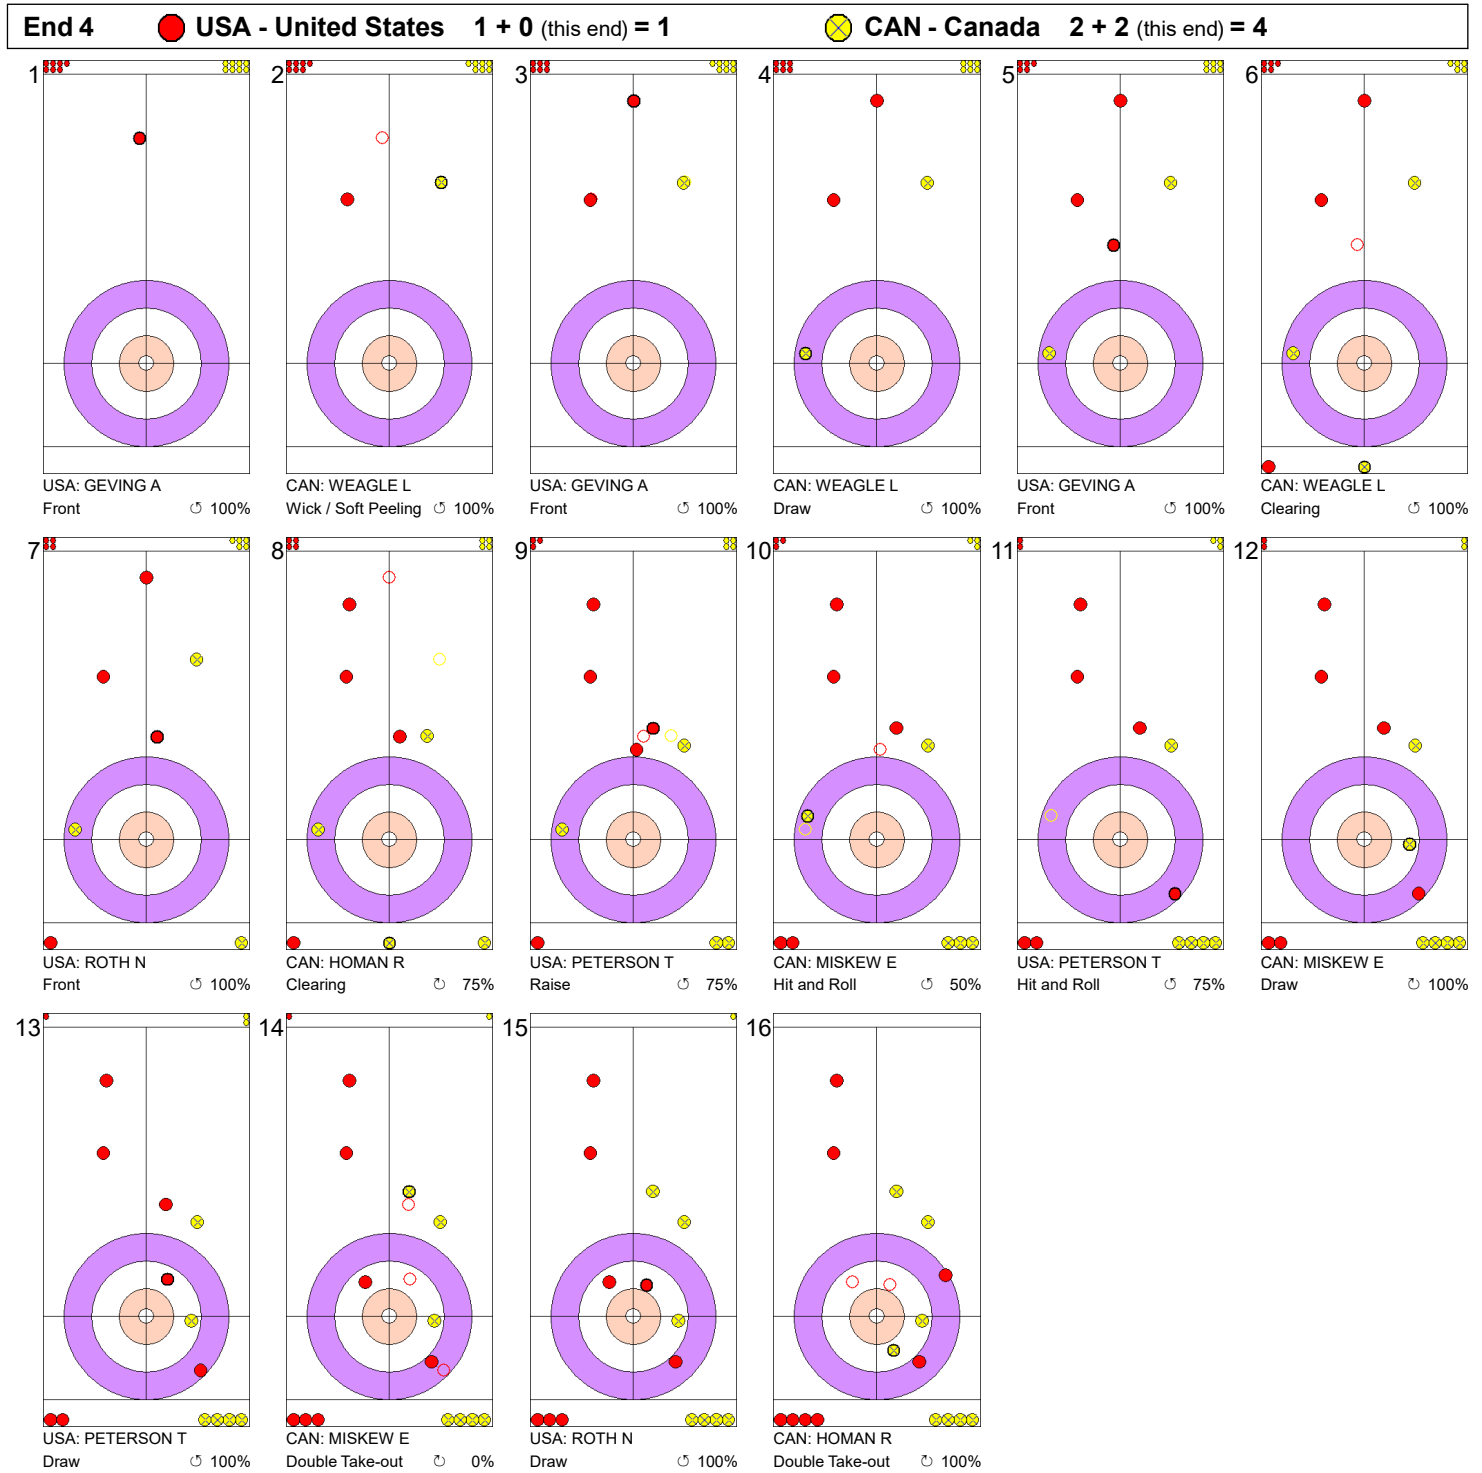 End 4 USA - United States 1 + 0 (this end) = 1 CAN - Canada 2 + 2 (this end) = 4
1 2 3 4 5 6
USA: GEVING A CAN: WEAGLE L USA: GEVING A CAN: WEAGLE L USA: GEVING A CAN: WEAGLE L
Front ↺ 100% Wick / Soft Peeling ↺ 100% Front ↺ 100% Draw ↺ 100% Front ↺ 100% Clearing ↺ 100%
7 8 9 10 11 12
USA: ROTH N CAN: HOMAN R USA: PETERSON T CAN: MISKEW E USA: PETERSON T CAN: MISKEW E
Front ↺ 100% Clearing ↻ 75% Raise ↺ 75% Hit and Roll ↺ 50% Hit and Roll ↺ 75% Draw ↻ 100%
13 14 15 16
USA: PETERSON T CAN: MISKEW E USA: ROTH N CAN: HOMAN R
Draw ↺ 100% Double Take-out ↻ 0% Draw ↺ 100% Double Take-out ↻ 100%